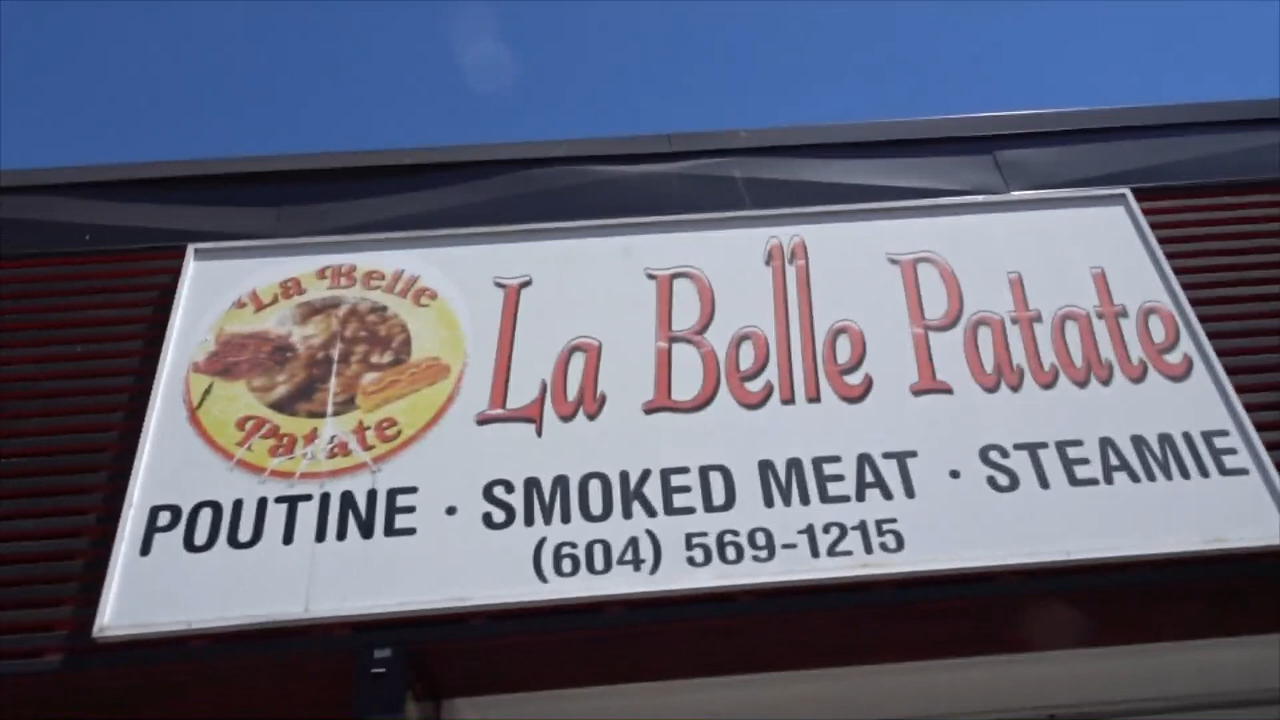 La Belle
Patate
La Belle Patate
POUTINE · SMOKED MEAT · STEAMIE
(604) 569-1215